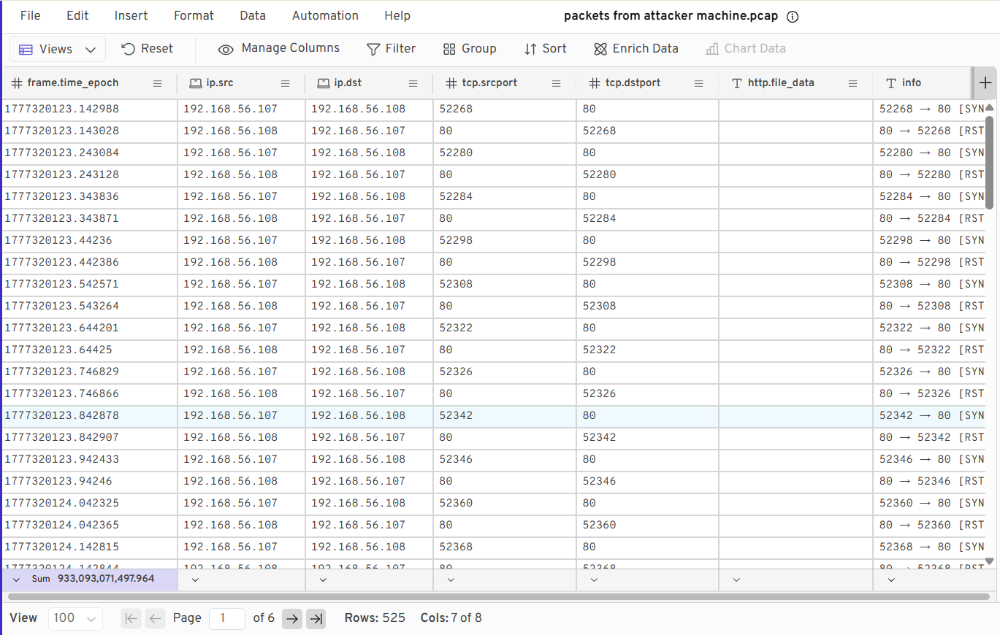 File Edit Insert Format Data Automation Help packets from attacker machine.pcap
Views Reset Manage Columns Filter Group Sort Enrich Data Chart Data
frame.time_epoch ip.src ip.dst tcp.srcport tcp.dstport http.file_data info
1777320123.142988 192.168.56.107 192.168.56.108 52268 80 52268 → 80 [SYN
1777320123.143028 192.168.56.108 192.168.56.107 80 52268 80 → 52268 [RST
1777320123.243084 192.168.56.107 192.168.56.108 52280 80 52280 → 80 [SYN
1777320123.243128 192.168.56.108 192.168.56.107 80 52280 80 → 52280 [RST
1777320123.343836 192.168.56.107 192.168.56.108 52284 80 52284 → 80 [SYN
1777320123.343871 192.168.56.108 192.168.56.107 80 52284 80 → 52284 [RST
1777320123.44236 192.168.56.107 192.168.56.108 52298 80 52298 → 80 [SYN
1777320123.442386 192.168.56.108 192.168.56.107 80 52298 80 → 52298 [RST
1777320123.542571 192.168.56.107 192.168.56.108 52308 80 52308 → 80 [SYN
1777320123.543264 192.168.56.108 192.168.56.107 80 52308 80 → 52308 [RST
1777320123.644201 192.168.56.107 192.168.56.108 52322 80 52322 → 80 [SYN
1777320123.64425 192.168.56.108 192.168.56.107 80 52322 80 → 52322 [RST
1777320123.746829 192.168.56.107 192.168.56.108 52326 80 52326 → 80 [SYN
1777320123.746866 192.168.56.108 192.168.56.107 80 52326 80 → 52326 [RST
1777320123.842878 192.168.56.107 192.168.56.108 52342 80 52342 → 80 [SYN
1777320123.842907 192.168.56.108 192.168.56.107 80 52342 80 → 52342 [RST
1777320123.942433 192.168.56.107 192.168.56.108 52346 80 52346 → 80 [SYN
1777320123.94246 192.168.56.108 192.168.56.107 80 52346 80 → 52346 [RST
1777320124.042325 192.168.56.107 192.168.56.108 52360 80 52360 → 80 [SYN
1777320124.042365 192.168.56.108 192.168.56.107 80 52360 80 → 52360 [RST
1777320124.142815 192.168.56.107 192.168.56.108 52368 80 52368 → 80 [SYN
1777320124.142844 192.168.56.108 192.168.56.107 80 52368 80 → 52368 [RST
Sum 933,093,071,497.964
View 100 Page 1 of 6 Rows: 525 Cols: 7 of 8